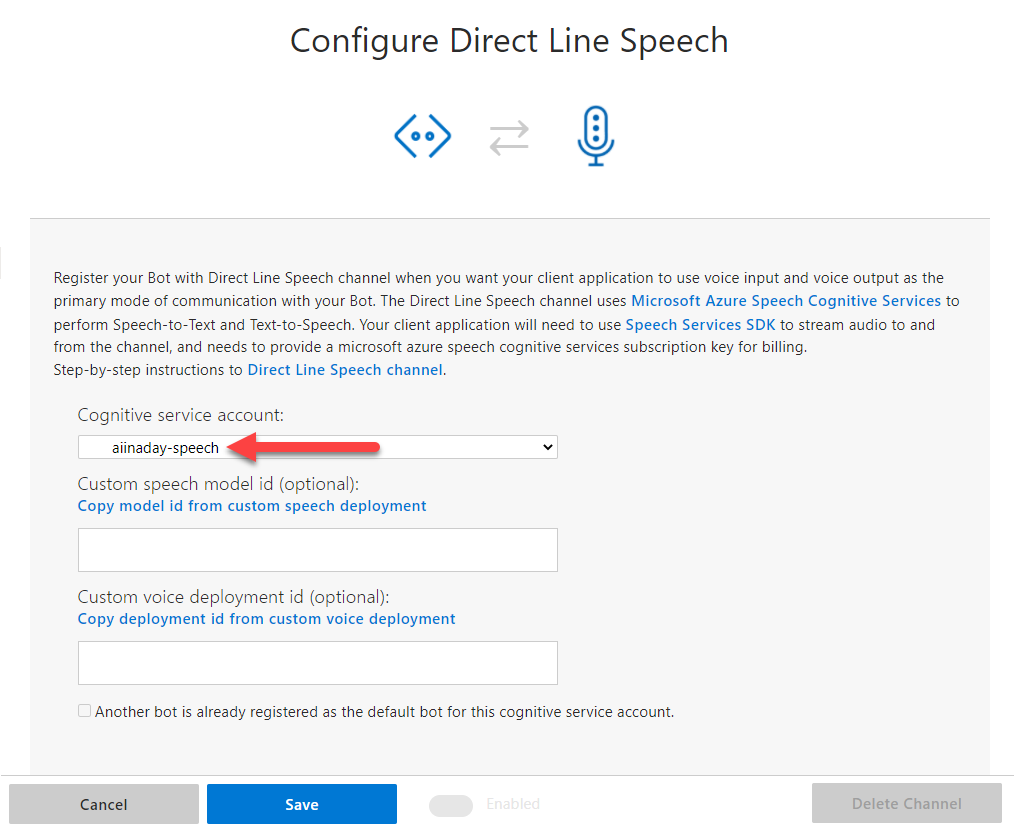 Configure Direct Line Speech
Register your Bot with Direct Line Speech channel when you want your client application to use voice input and voice output as the
primary mode of communication with your Bot. The Direct Line Speech channel uses Microsoft Azure Speech Cognitive Services to
perform Speech-to-Text and Text-to-Speech. Your client application will need to use Speech Services SDK to stream audio to and
from the channel, and needs to provide a microsoft azure speech cognitive services subscription key for billing.
Step-by-step instructions to Direct Line Speech channel.
Cognitive service account:
aiinaday-speech
Custom speech model id (optional):
Copy model id from custom speech deployment
Custom voice deployment id (optional):
Copy deployment id from custom voice deployment
Another bot is already registered as the default bot for this cognitive service account.
Cancel Save Enabled Delete Channel